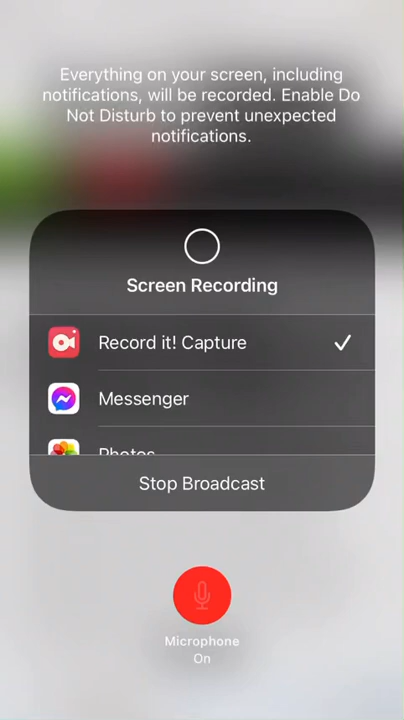 Everything on your screen, including
notifications, will be recorded. Enable Do
Not Disturb to prevent unexpected
notifications.
Screen Recording
Record it! Capture
Messenger
Photos
Stop Broadcast
Microphone
On